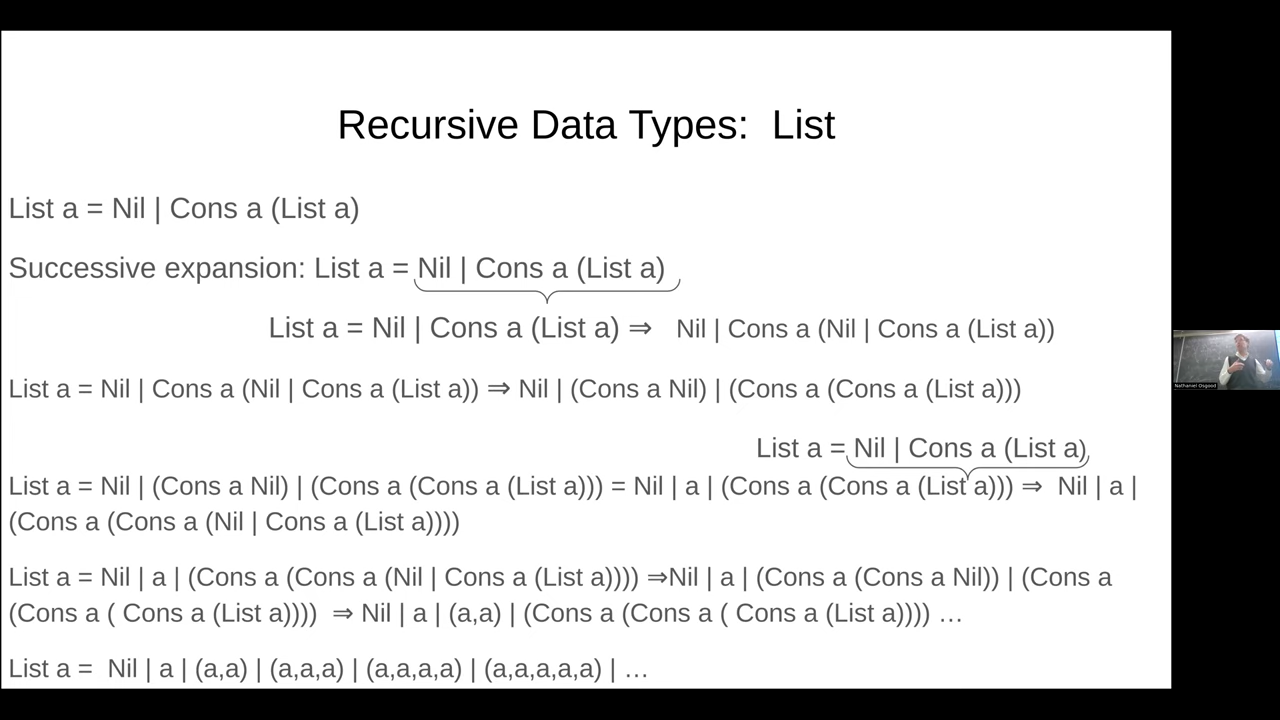 Recursive Data Types:  List
List a = Nil | Cons a (List a)
Successive expansion: List a = Nil | Cons a (List a)
List a = Nil | Cons a (List a) ⇒ Nil | Cons a (Nil | Cons a (List a))
List a = Nil | Cons a (Nil | Cons a (List a)) ⇒ Nil | (Cons a Nil) | (Cons a (Cons a (List a)))
List a = Nil | Cons a (List a)
List a = Nil | (Cons a Nil) | (Cons a (Cons a (List a))) = Nil | a | (Cons a (Cons a (List a))) ⇒ Nil | a |
(Cons a (Cons a (Nil | Cons a (List a))))
List a = Nil | a | (Cons a (Cons a (Nil | Cons a (List a)))) ⇒Nil | a | (Cons a (Cons a Nil)) | (Cons a
(Cons a ( Cons a (List a)))) ⇒ Nil | a | (a,a) | (Cons a (Cons a ( Cons a (List a)))) …
List a = Nil | a | (a,a) | (a,a,a) | (a,a,a,a) | (a,a,a,a,a) | …
Nathaniel Osgood